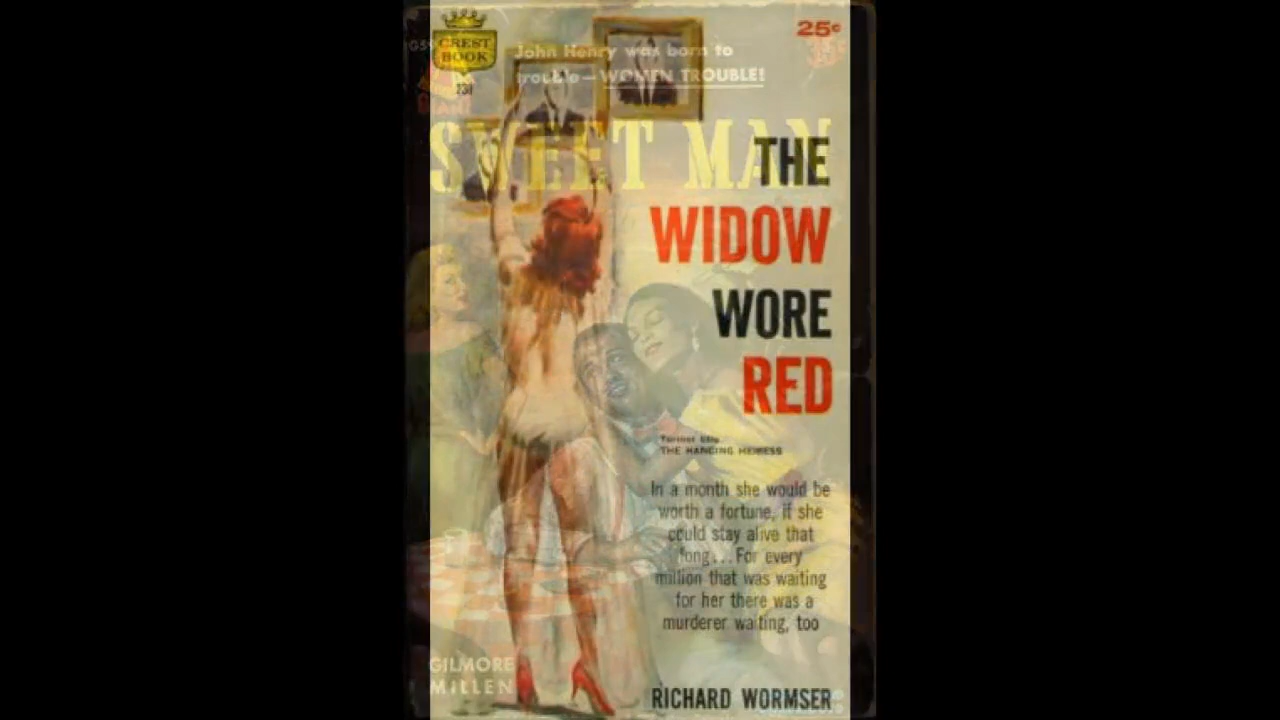 CREST
BOOK
25¢
35¢
John Henry was born to
trouble—WOMEN TROUBLE!
SWEET MAN
THE
WIDOW
WORE
RED
THE HANGING HEIRESS
In a month she would be
worth a fortune, if she
could stay alive that
long...For every
million that was waiting
for her there was a
murderer waiting, too
GILMORE
MILLEN
RICHARD WORMSER